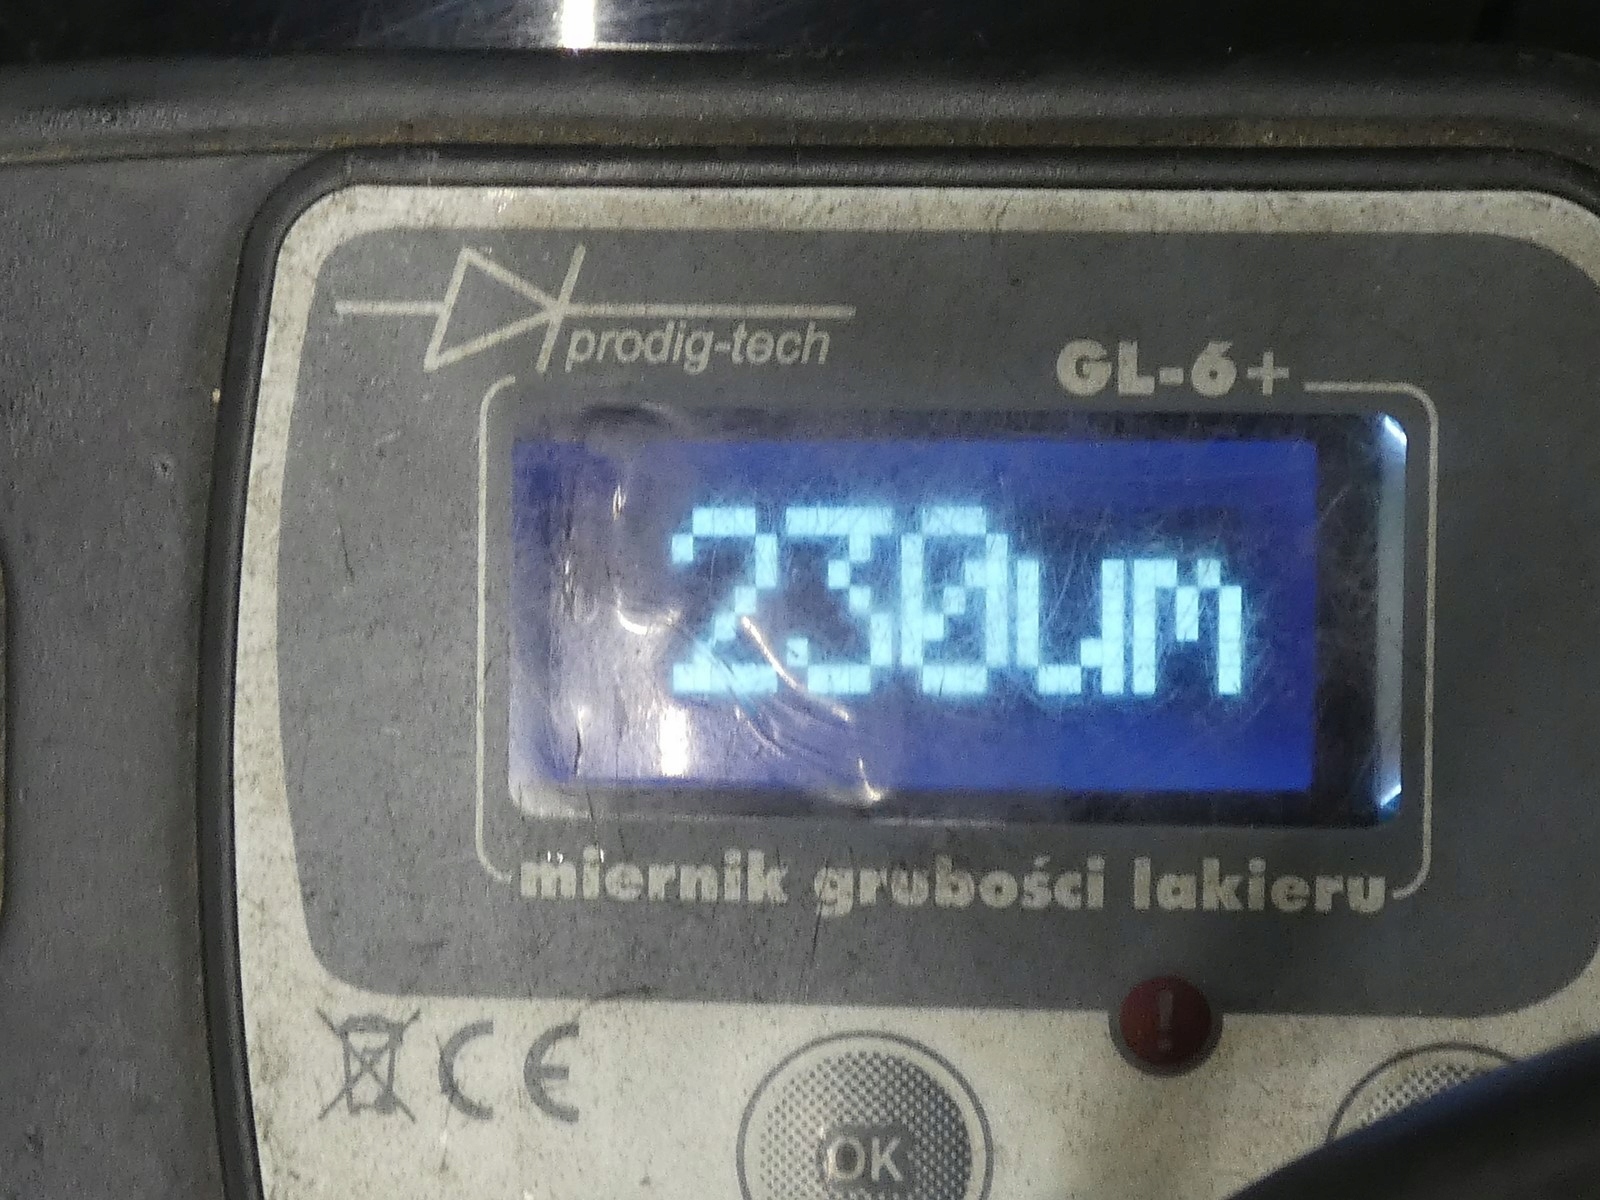 prodig-tech
GL-6+
230um
miernik grubości lakieru
CE
OK